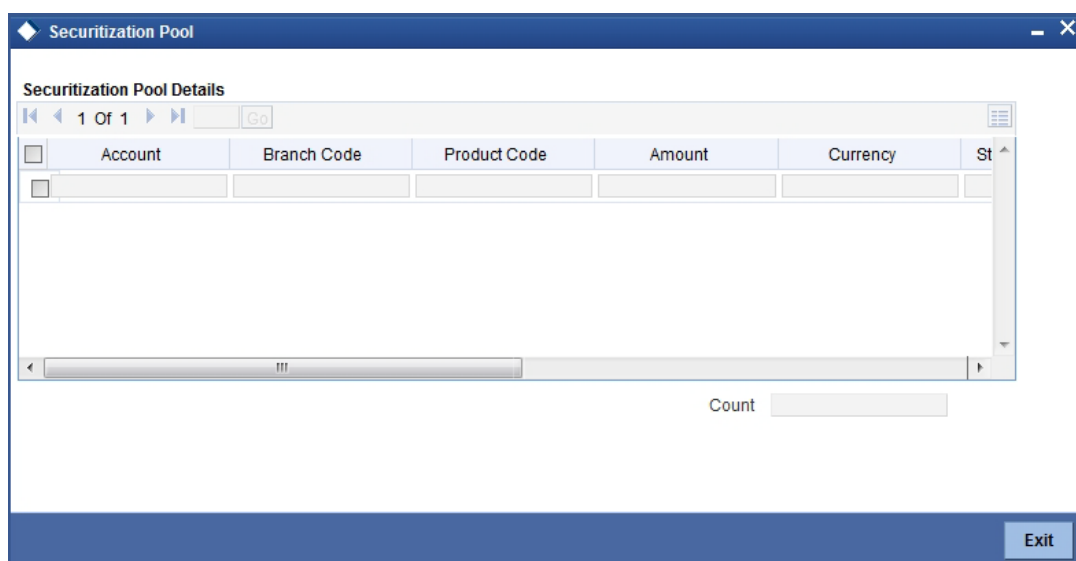 Securitization Pool
Securitization Pool Details
1 Of 1 Go
Account Branch Code Product Code Amount Currency St
Count
Exit